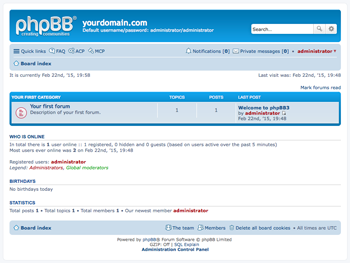 phpBB®
creating communities
yourdomain.com
Default username/password: administrator/administrator
Search...
Quick links FAQ ACP MCP Notifications [0] Private messages [0] administrator
Board index
It is currently Feb 22nd, '15, 19:58 Last visit was: Feb 22nd, '15, 19:48
Mark forums read
YOUR FIRST CATEGORY TOPICS POSTS LAST POST
Your first forum 1 1 Welcome to phpBB3
Description of your first forum. by administrator
Feb 22nd, '15, 19:48
WHO IS ONLINE
In total there is 1 user online :: 1 registered, 0 hidden and 0 guests (based on users active over the past 5 minutes)
Most users ever online was 2 on Feb 22nd, '15, 19:48
Registered users: administrator
Legend: Administrators, Global moderators
BIRTHDAYS
No birthdays today
STATISTICS
Total posts 1 • Total topics 1 • Total members 1 • Our newest member administrator
Board index The team Members Delete all board cookies • All times are UTC
Powered by phpBB® Forum Software © phpBB Limited
GZIP: Off | SQL Explain
Administration Control Panel